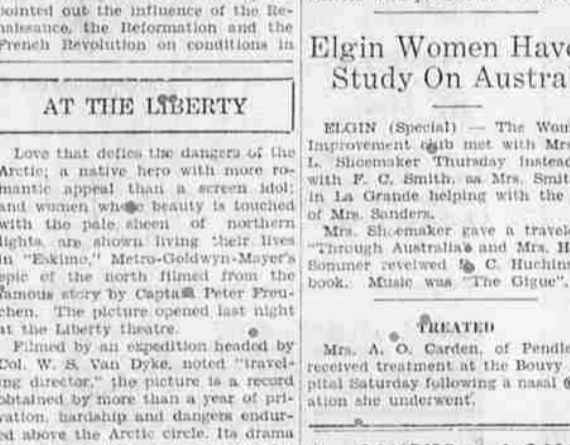 pointed out the influence of the Re-
naissance, the Reformation and the
French Revolution on conditions in
AT THE LIBERTY
Love that defies the dangers of the
Arctic; a native hero with more ro-
mantic appeal than a screen idol;
and women whose beauty is touched
with the pale sheen of northern
lights, are shown living their lives
in "Eskimo," Metro-Goldwyn-Mayer's
epic of the north filmed from the
famous story by Captain Peter Freu-
chen. The picture opened last night
at the Liberty theatre.
Filmed by an expedition headed by
Col. W. S. Van Dyke, noted "travel-
ing director," the picture is a record
obtained by more than a year of pri-
vation, hardship and dangers endur-
ed above the Arctic circle. Its drama
Elgin Women Have
Study On Austra
ELGIN (Special) — The Wom
Improvement club met with Mrs
L. Shoemaker Thursday instead
with F. C. Smith, as Mrs. Smit
in La Grande helping with the
of Mrs. Sanders.
Mrs. Shoemaker gave a travelo
"Through Australia" and Mrs. H
Sommer reveiwed C. Huchins
book. Music was "The Gigue".
TREATED
Mrs. A. O. Carden, of Pendle
received treatment at the Bouvy
pital Saturday following a nasal
ation she underwent.